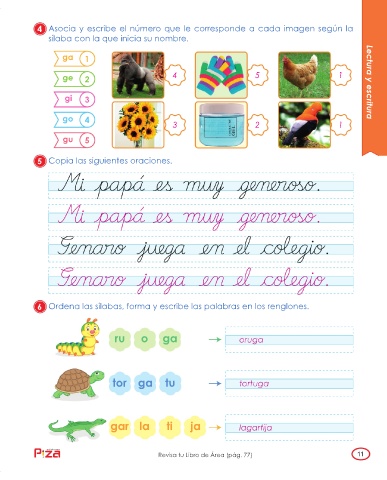 4 Asocia y escribe el número que le corresponde a cada imagen según la
sílaba con la que inicia su nombre.
Lectura y escritura
ga 1
ge 2
gi 3
go 4
gu 5
4 5 1
3 2 1
5 Copia las siguientes oraciones.
Mi papá es muy generoso.
Mi papá es muy generoso.
Genaro juega en el colegio.
Genaro juega en el colegio.
6 Ordena las sílabas, forma y escribe las palabras en los renglones.
ru o ga oruga
tor ga tu tortuga
gar la ti ja lagartija
Revisa tu Libro de Área (pág. 77)
11